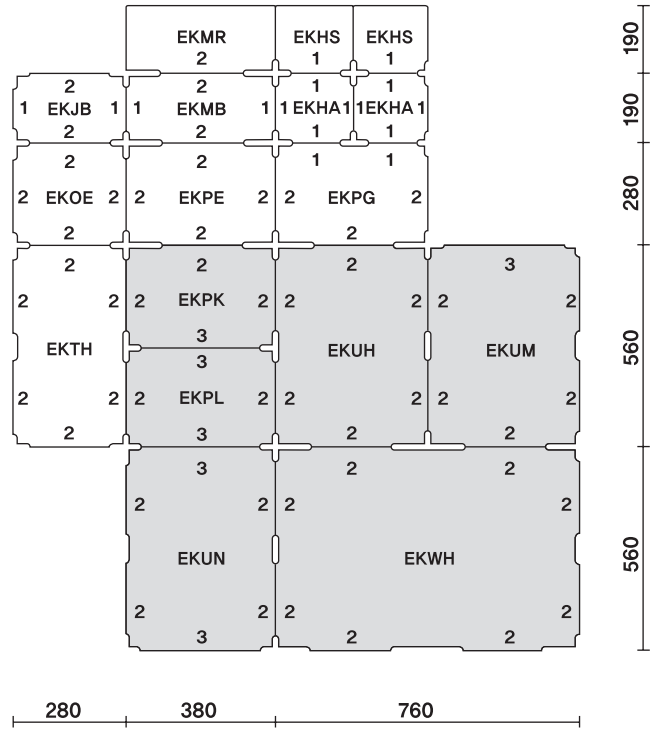 EKMR EKHS EKHS 190
2 1 1
2 2 1 1
1 EKJB 1 1 EKMB 1 1 EKHA 1 1 EKHA 1 190
2 2 1 1
2 2 1 1
2 EKOE 2 2 EKPE 2 2 EKPG 2 280
2 2 2
2 2 2 3
2 2 2 EKPK 2 2 2 2 2
3
EKTH EKUH EKUM 560
3
2 2 2 EKPL 2 2 2 2 2
2 3 2 2
3 2 2
2 2 2 2
EKUN EKWH 560
2 2 2 2
3 2 2
280 380 760